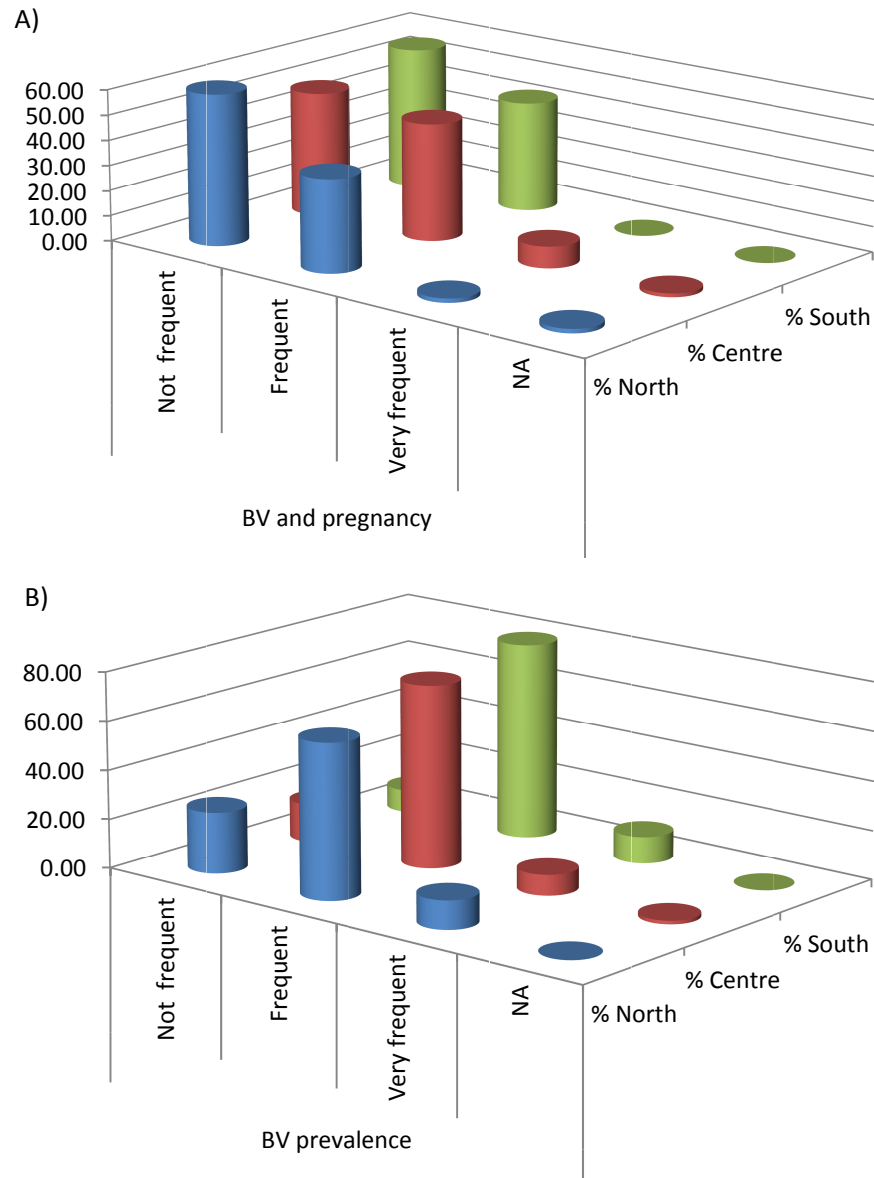 A)
60.00
50.00
40.00
30.00
20.00
10.00
0.00
Not frequent
Frequent
Very frequent
NA
% North
% Centre
% South
BV and pregnancy
B)
80.00
60.00
40.00
20.00
0.00
Not frequent
Frequent
Very frequent
NA
% North
% Centre
% South
BV prevalence